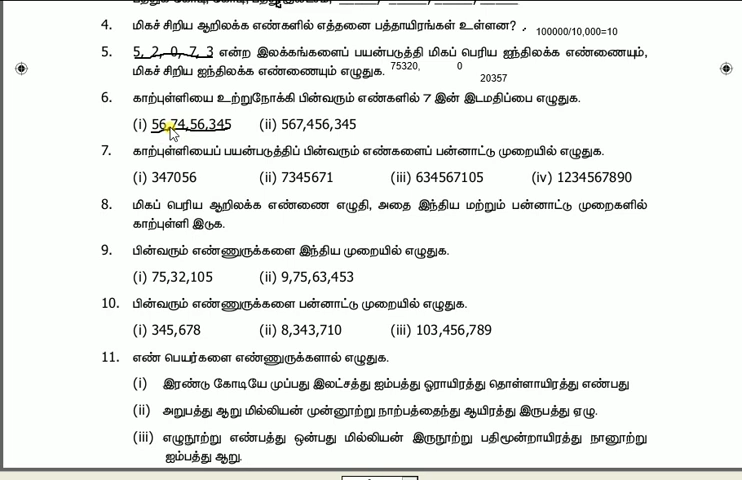 4. மிகச் சிறிய ஆறிலக்க எண்களில் எத்தனை பத்தாயிரங்கள் உள்ளன? 100000/10,000=10
5. 5, 2, 0, 7, 3 என்ற இலக்கங்களைப் பயன்படுத்தி மிகப் பெரிய ஐந்திலக்க எண்ணையும்,
மிகச் சிறிய ஐந்திலக்க எண்ணையும் எழுதுக. 75320, 0
20357
6. காற்புள்ளியை உற்றுநோக்கி பின்வரும் எண்களில் 7 இன் இடமதிப்பை எழுதுக.
(i) 56,74,56,345 (ii) 567,456,345
7. காற்புள்ளியைப் பயன்படுத்திப் பின்வரும் எண்களைப் பன்னாட்டு முறையில் எழுதுக.
(i) 347056 (ii) 7345671 (iii) 634567105 (iv) 1234567890
8. மிகப் பெரிய ஆறிலக்க எண்ணை எழுதி, அதை இந்திய மற்றும் பன்னாட்டு முறைகளில்
காற்புள்ளி இடுக.
9. பின்வரும் எண்ணுருக்களை இந்திய முறையில் எழுதுக.
(i) 75,32,105 (ii) 9,75,63,453
10. பின்வரும் எண்ணுருக்களை பன்னாட்டு முறையில் எழுதுக.
(i) 345,678 (ii) 8,343,710 (iii) 103,456,789
11. எண் பெயர்களை எண்ணுருக்களால் எழுதுக.
(i) இரண்டு கோடியே முப்பது இலட்சத்து ஐம்பத்து ஓராயிரத்து தொள்ளாயிரத்து எண்பது
(ii) அறுபத்து ஆறு மில்லியன் முன்னூற்று நாற்பத்தைந்து ஆயிரத்து இருபத்து ஏழு.
(iii) எழுநூற்று எண்பத்து ஒன்பது மில்லியன் இருநூற்று பதிமூன்றாயிரத்து நானூற்று
ஐம்பத்து ஆறு.